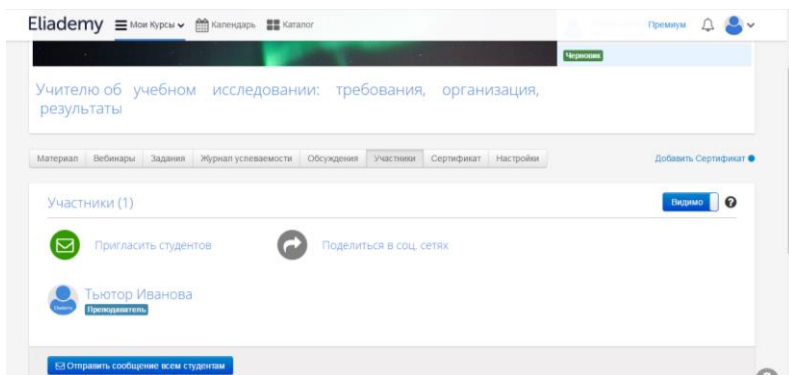 Eliademy Мои Курсы Календарь Каталог Премиум
Черновик
Учителю об учебном исследовании: требования, организация,
результаты
Материал Вебинары Задания Журнал успеваемости Обсуждения Участники Сертификат Настройки Добавить Сертификат
Участники (1) Видимо ?
Пригласить студентов Поделиться в соц. сетях
Тьютор Иванова
Преподаватель
Отправить сообщение всем студентам